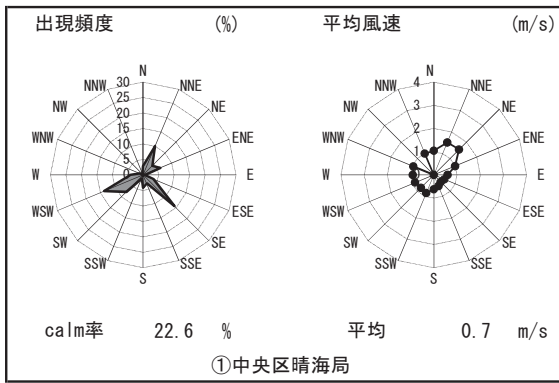 出現頻度 (%)
平均風速 (m/s)
N
NNW NNE
NW NE
WNW ENE
W E
WSW ESE
SW SE
SSW SSE
S
30
25
20
15
10
5
0
N
NNW NNE
NW NE
WNW ENE
W E
WSW ESE
SW SE
SSW SSE
S
4
3
2
1
0
calm率 22.6 %
平均 0.7 m/s
①中央区晴海局